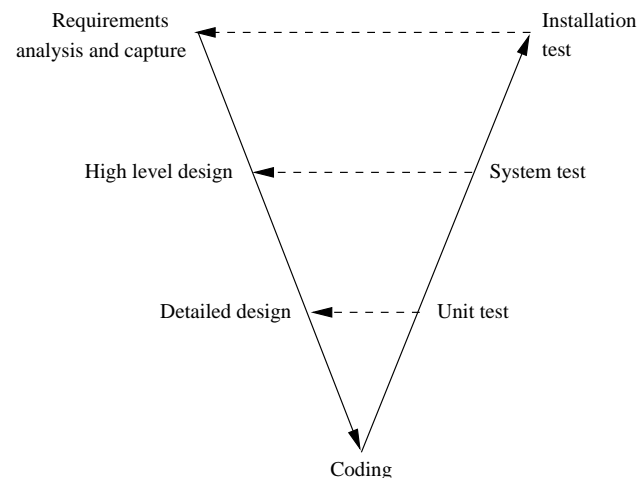 Requirements
analysis and capture
Installation
test
High level design
System test
Detailed design
Unit test
Coding